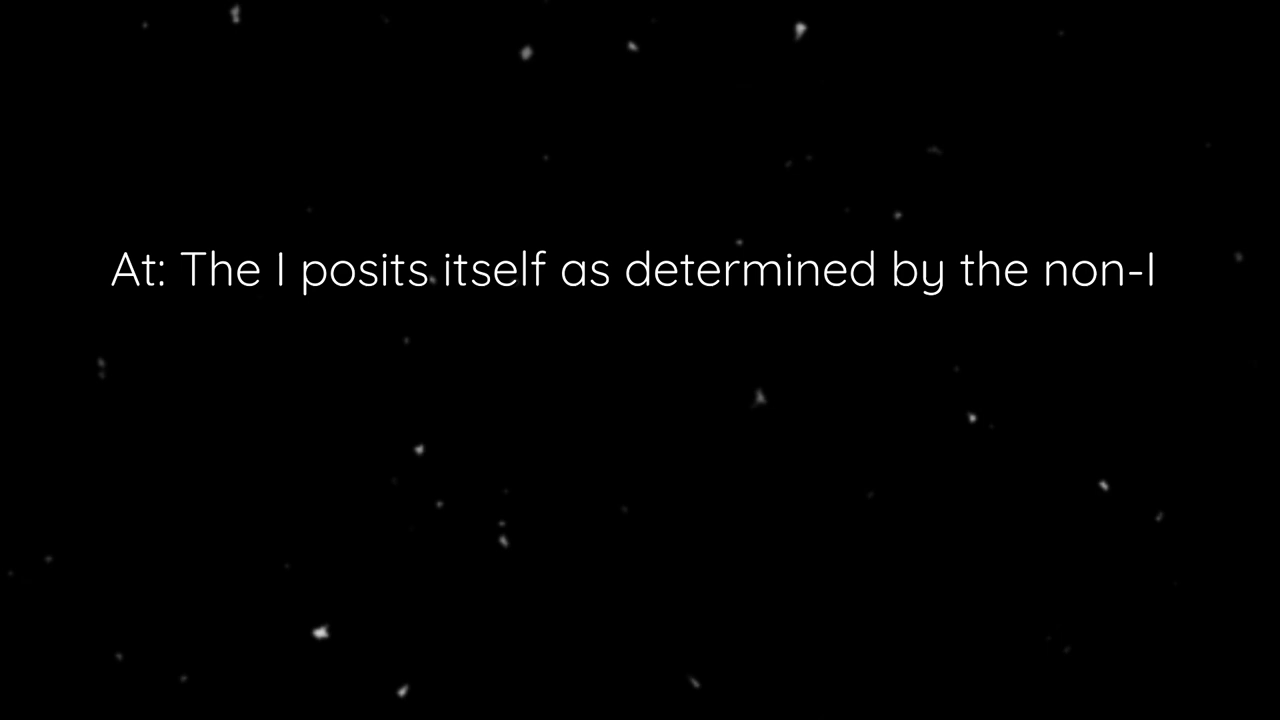 At: The I posits itself as determined by the non-I